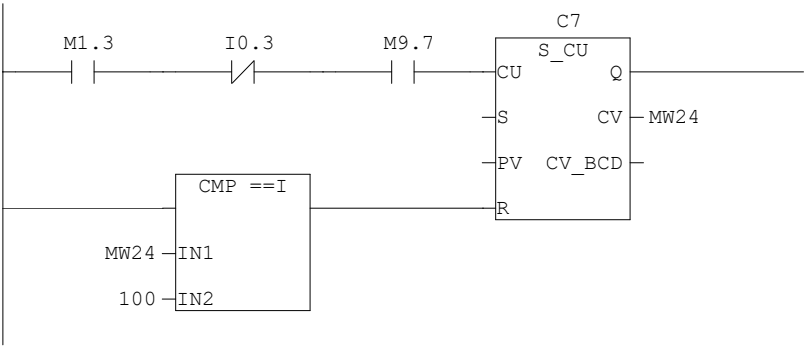 C7
M1.3 I0.3 M9.7 S_CU
CU Q
S CV MW24
PV CV_BCD
CMP ==I
R
MW24 IN1
100 IN2